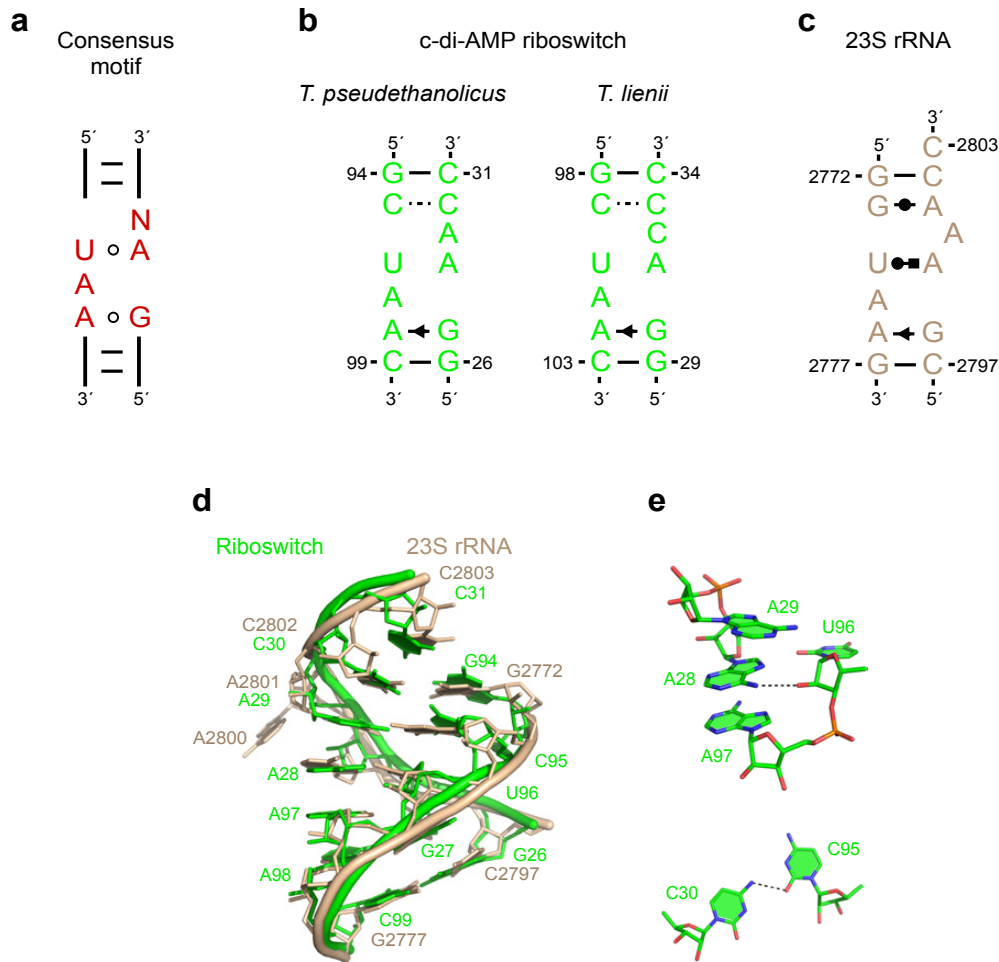 a
Consensus
motif
5´ 3´
N
U A
A
A G
3´ 5´
b
c-di-AMP riboswitch
T. pseudethanolicus
5´ 3´
94 G C 31
C C
A
U A
A
A G
99 C G 26
3´ 5´
T. lienii
5´ 3´
98 G C 34
C C
C
U A
A
A G
103 C G 29
3´ 5´
c
23S rRNA
3´
5´ C 2803
2772 G C
G A
A
U A
A
A G
2777 G C 2797
3´ 5´
d
Riboswitch 23S rRNA
C2803
C31
C2802
C30
G94
G2772
A2801
A29
A2800
C95
A28
U96
A97
G27
G26
A98
C2797
C99
G2777
e
A29
U96
A28
A97
C95
C30